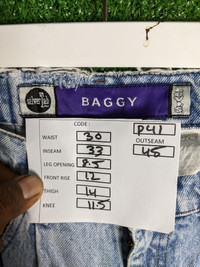 silver jack
BAGGY
CODE :
P41
WAIST 30
OUTSEAM
INSEAM 33
45
LEG OPENING 8.5
FRONT RISE 12
THIGH 14
KNEE 11.5